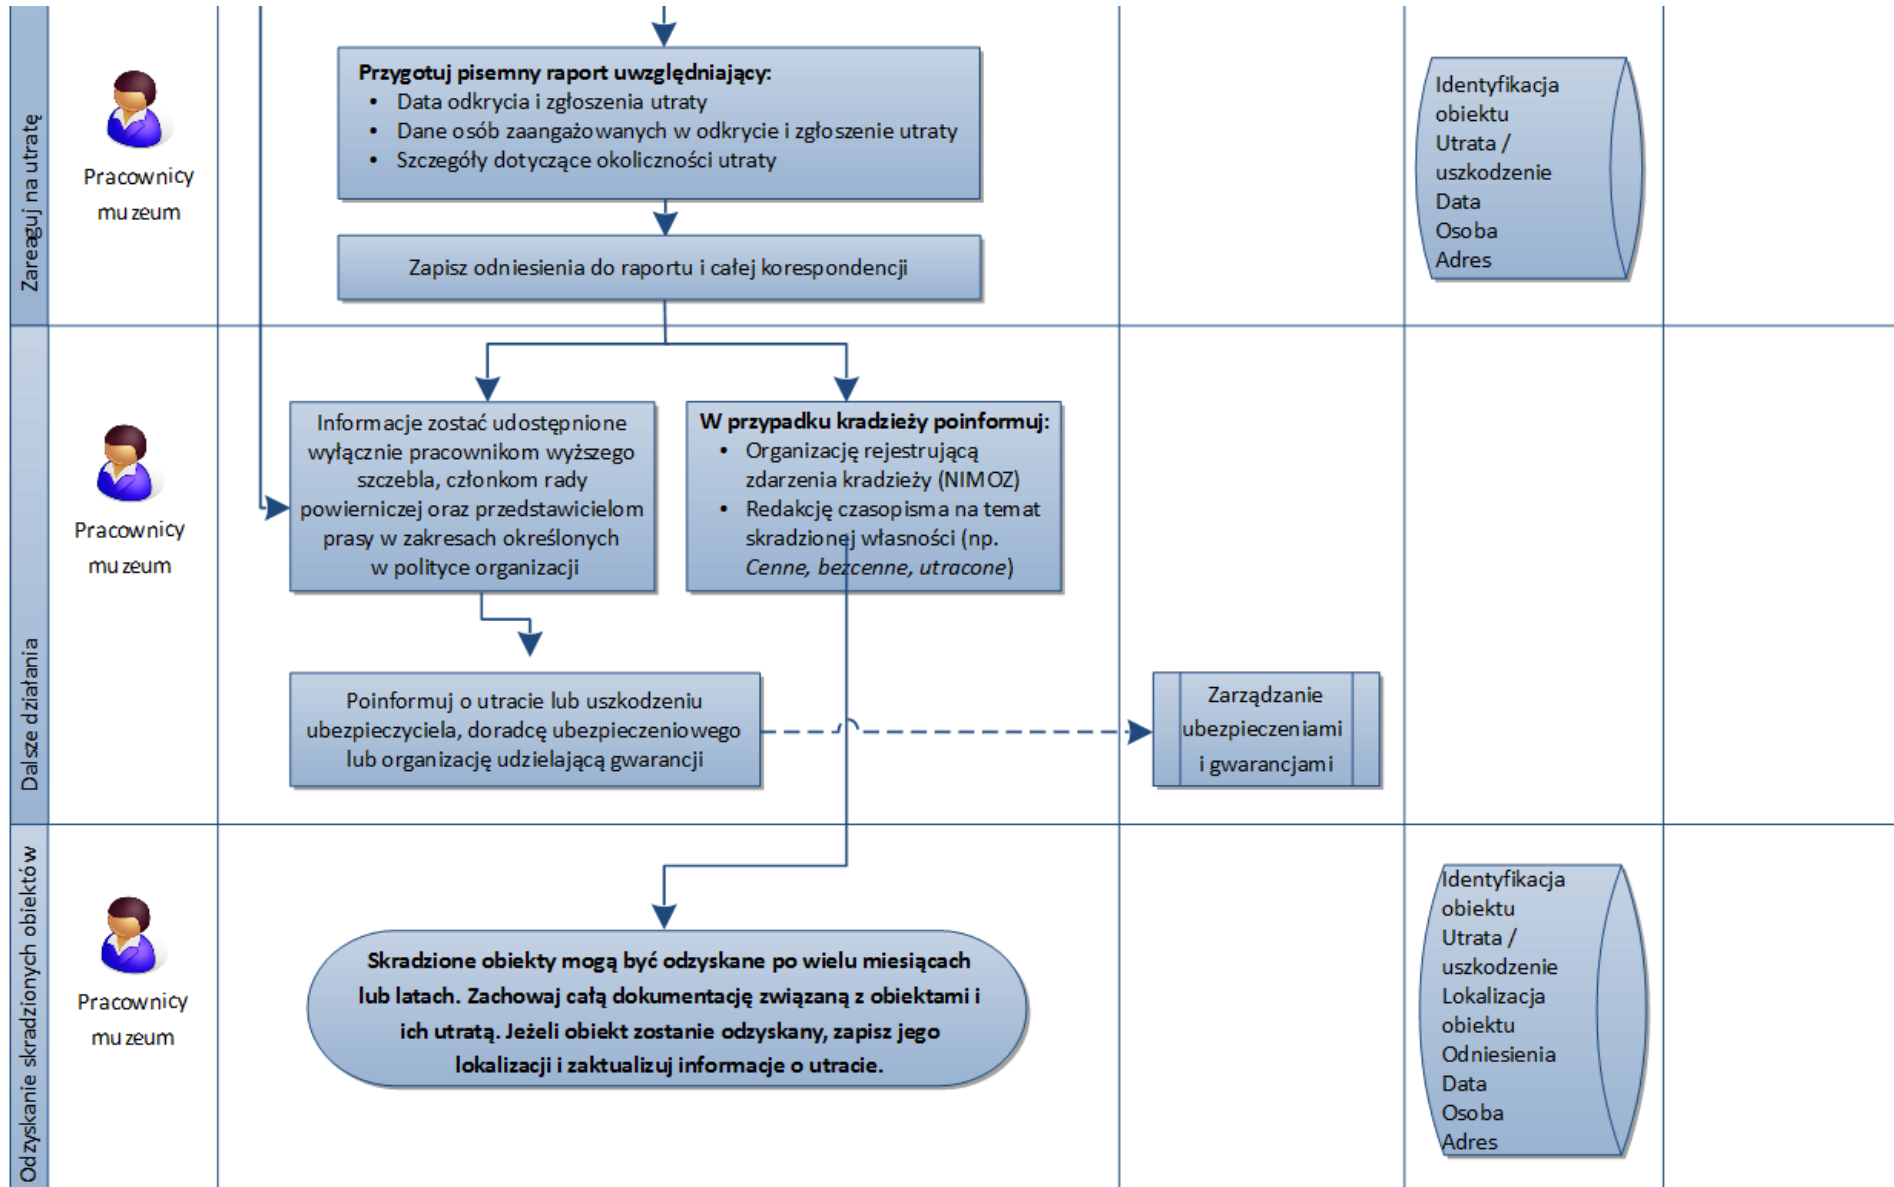 Zareaguj na utratę
Pracownicy
muzeum
Przygotuj pisemny raport uwzględniający:
• Data odkrycia i zgłoszenia utraty
• Dane osób zaangażowanych w odkrycie i zgłoszenie utraty
• Szczegóły dotyczące okoliczności utraty
Zapisz odniesienia do raportu i całej korespondencji
Identyfikacja
obiektu
Utrata /
uszkodzenie
Data
Osoba
Adres
Dalsze działania
Pracownicy
muzeum
Informacje zostać udostępnione
wyłącznie pracownikom wyższego
szczebla, członkom rady
powierniczej oraz przedstawicielom
prasy w zakresach określonych
w polityce organizacji
W przypadku kradzieży poinformuj:
• Organizację rejestrującą
zdarzenia kradzieży (NIMOZ)
• Redakcję czasopisma na temat
skradzionej własności (np.
Cenne, bezcenne, utracone)
Poinformuj o utracie lub uszkodzeniu
ubezpieczyciela, doradcę ubezpieczeniowego
lub organizację udzielającą gwarancji
Zarządzanie
ubezpieczeniami
i gwarancjami
Odzyskanie skradzionych obiektów
Pracownicy
muzeum
Skradzione obiekty mogą być odzyskane po wielu miesiącach
lub latach. Zachowaj całą dokumentację związaną z obiektami i
ich utratą. Jeżeli obiekt zostanie odzyskany, zapisz jego
lokalizacji i zaktualizuj informacje o utracie.
Identyfikacja
obiektu
Utrata /
uszkodzenie
Lokalizacja
obiektu
Odniesienia
Data
Osoba
Adres